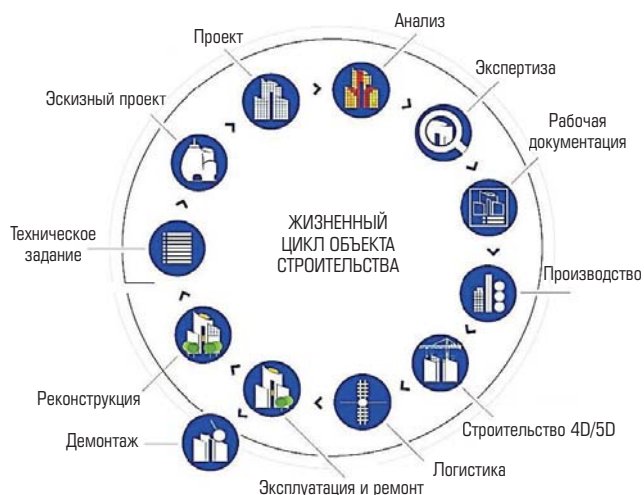 Анализ
Проект
Экспертиза
Эскизный проект
Рабочая
документация
ЖИЗНЕННЫЙ
ЦИКЛ ОБЪЕКТА
СТРОИТЕЛЬСТВА
Техническое
задание
Производство
Реконструкция
Строительство 4D/5D
Демонтаж
Логистика
Эксплуатация и ремонт